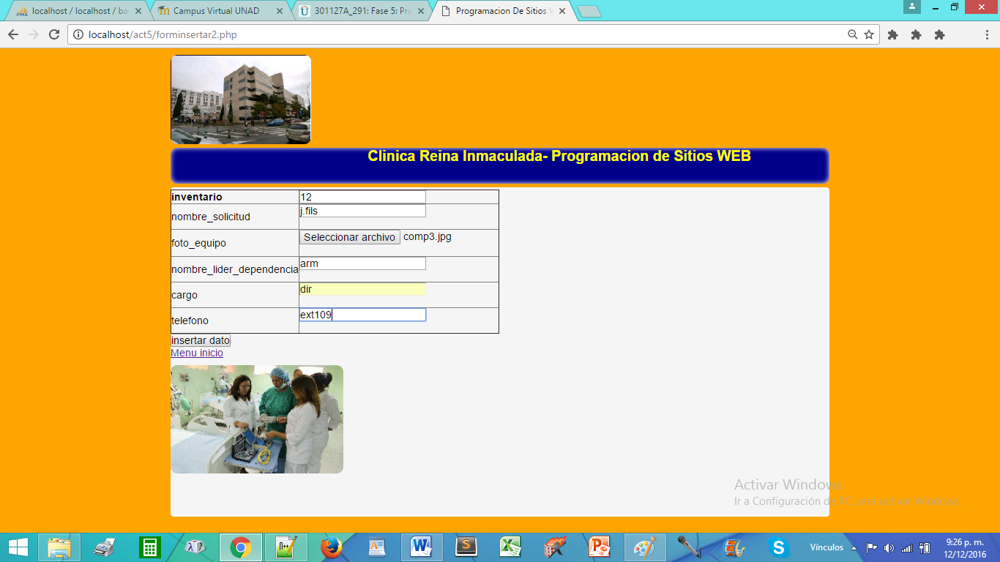 localhost / localhost / ba
Campus Virtual UNAD
301127A_291: Fase 5: Pra
Programacion De Sitios W
localhost/act5/forminsertar2.php
Clinica Reina Inmaculada- Programacion de Sitios WEB
inventario 12
nombre_solicitud j.fils
foto_equipo Seleccionar archivo comp3.jpg
nombre_lider_dependencia arm
cargo dir
telefono ext109
insertar dato
Menu inicio
Activar Windows
Ir a Configuración de PC para activar Windows.
Vínculos
9:26 p. m.
12/12/2016